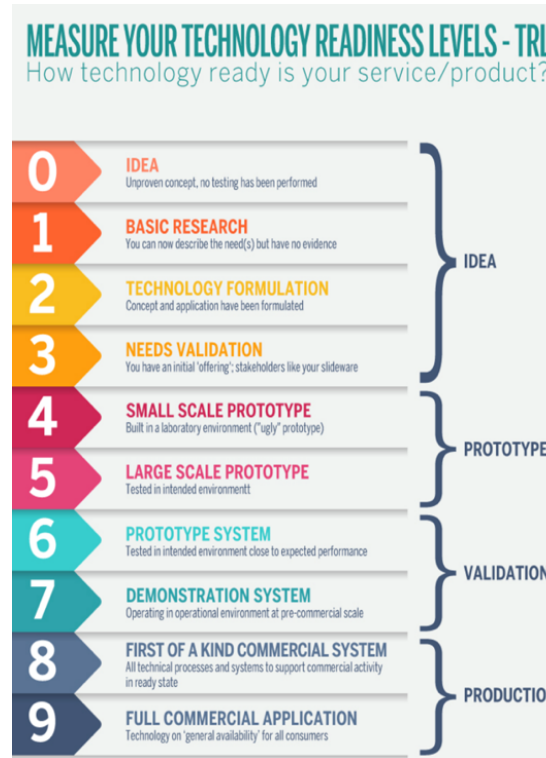 MEASURE YOUR TECHNOLOGY READINESS LEVELS - TRL
How technology ready is your service/product?
0
IDEA
Unproven concept, no testing has been performed
1
BASIC RESEARCH
You can now describe the need(s) but have no evidence
2
TECHNOLOGY FORMULATION
Concept and application have been formulated
3
NEEDS VALIDATION
You have an initial 'offering'; stakeholders like your slideware
IDEA
4
SMALL SCALE PROTOTYPE
Built in a laboratory environment ("ugly" prototype)
5
LARGE SCALE PROTOTYPE
Tested in intended environmentt
PROTOTYPE
6
PROTOTYPE SYSTEM
Tested in intended environment close to expected performance
7
DEMONSTRATION SYSTEM
Operating in operational environment at pre-commercial scale
VALIDATION
8
FIRST OF A KIND COMMERCIAL SYSTEM
All technical processes and systems to support commercial activity
in ready state
9
FULL COMMERCIAL APPLICATION
Technology on 'general availability' for all consumers
PRODUCTIO